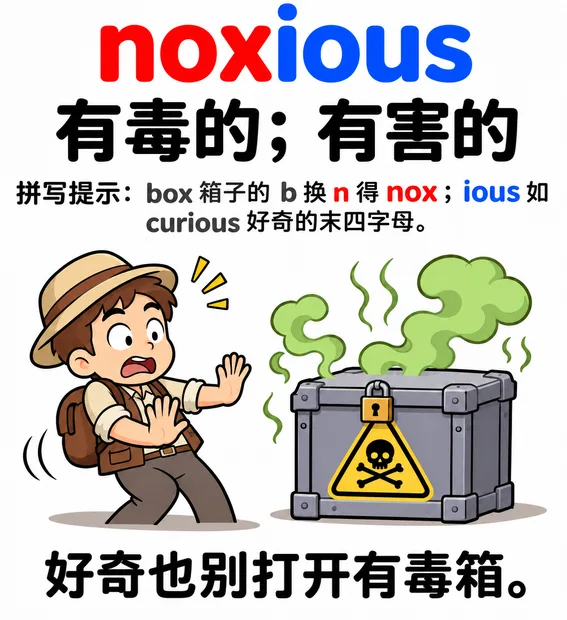 noxious
有毒的；有害的
拼写提示：box 箱子的 b 换 n 得 nox；ious 如
curious 好奇的末四字母。
好奇也别打开有毒箱。